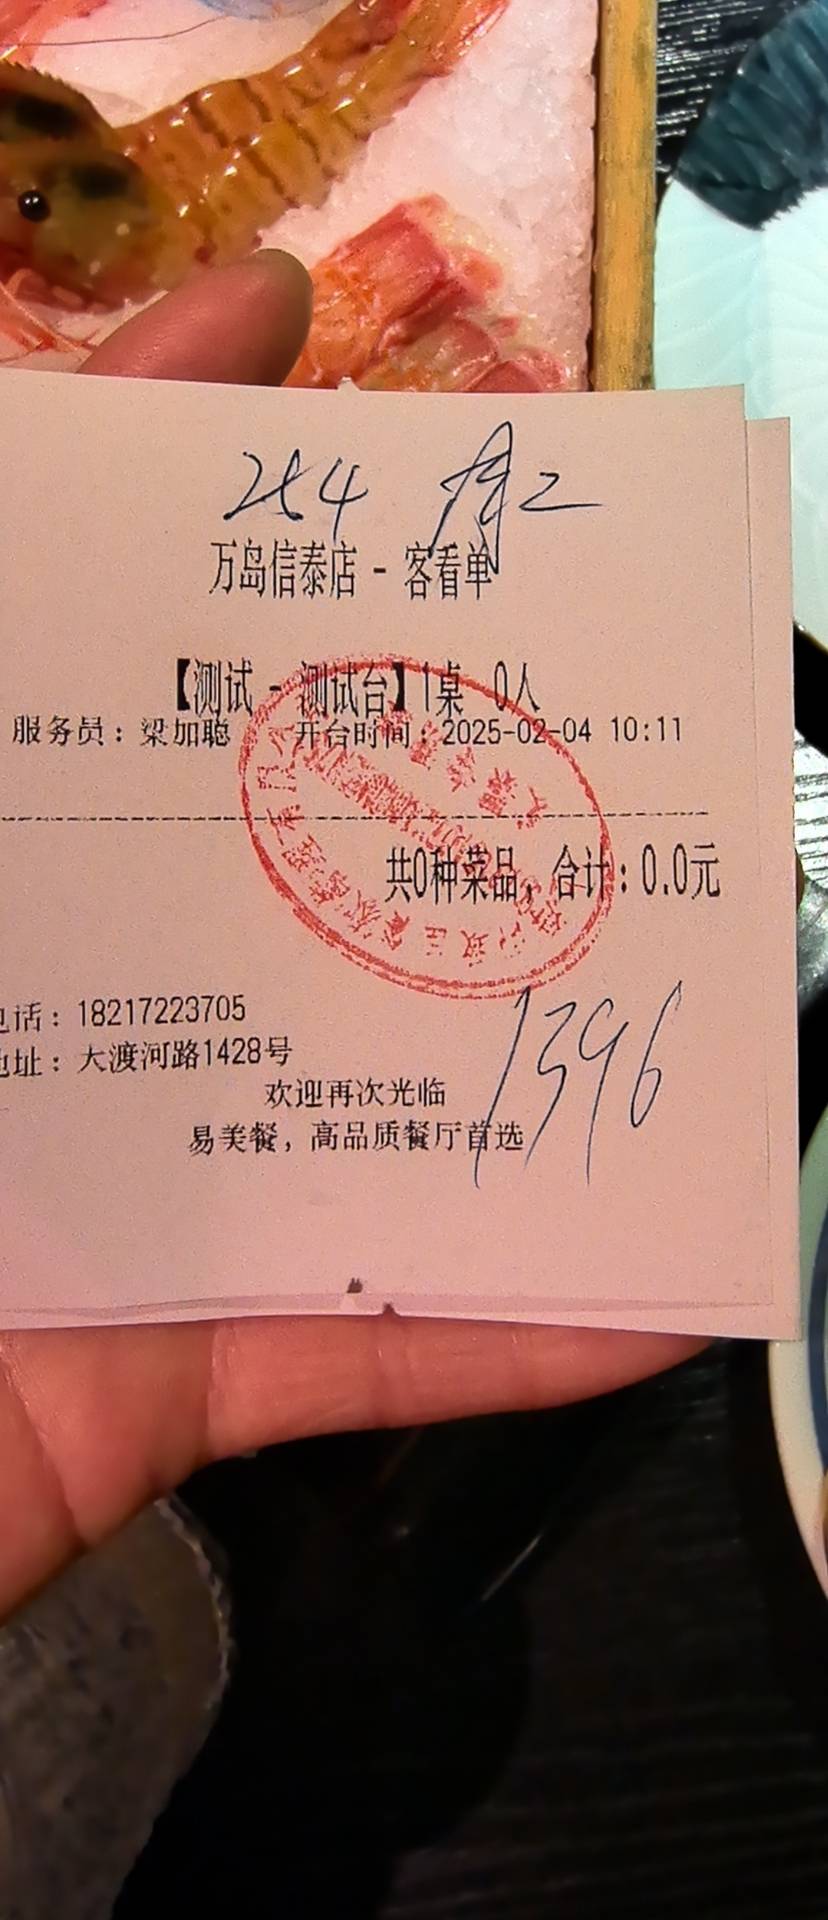 254
万岛信泰店 - 客看单
【测试 - 测试台】1桌 0人
服务员：梁加聪 开台时间：2025-02-04 10:11
共0种菜品，合计：0.0元
电话：18217223705
地址：大渡河路1428号
欢迎再次光临
易美餐，高品质餐厅首选
1396